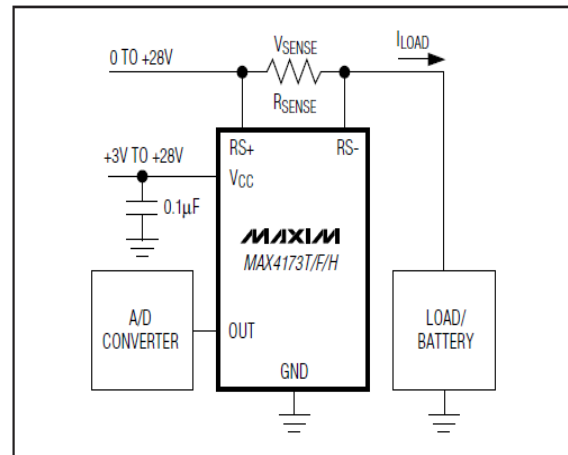 0 TO +28V
VSENSE
ILOAD
RSENSE
RS+
RS-
+3V TO +28V
VCC
0.1µF
MAXIM
MAX4173T/F/H
A/D
CONVERTER
OUT
LOAD/
BATTERY
GND